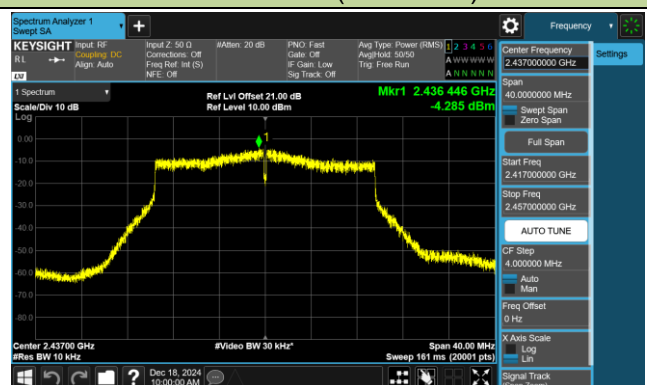 Spectrum Analyzer 1
Swept SA
Frequency
KEYSIGHT
RL
LW
Input: RF
Coupling: DC
Align: Auto
Input Z: 50 Ω
Corrections: Off
Freq Ref: Int (S)
NFE: Off
#Atten: 20 dB
PNO: Fast
Gate: Off
IF Gain: Low
Sig Track: Off
Avg Type: Power (RMS)
Avg|Hold: 50/50
Trig: Free Run
1 2 3 4 5 6
A W W W W W
A N N N N N
1 Spectrum
Scale/Div 10 dB
Log
Ref Lvl Offset 21.00 dB
Ref Level 10.00 dBm
Mkr1 2.436 446 GHz
-4.285 dBm
1
0.00
-10.0
-20.0
-30.0
-40.0
-50.0
-60.0
-70.0
-80.0
Center 2.43700 GHz
#Res BW 10 kHz
#Video BW 30 kHz*
Span 40.00 MHz
Sweep 161 ms (20001 pts)
Dec 18, 2024
10:00:00 AM
Center Frequency
2.437000000 GHz
Settings
Span
40.0000000 MHz
Swept Span
Zero Span
Full Span
Start Freq
2.417000000 GHz
Stop Freq
2.457000000 GHz
AUTO TUNE
CF Step
4.000000 MHz
Auto
Man
Freq Offset
0 Hz
X Axis Scale
Log
Lin
Signal Track